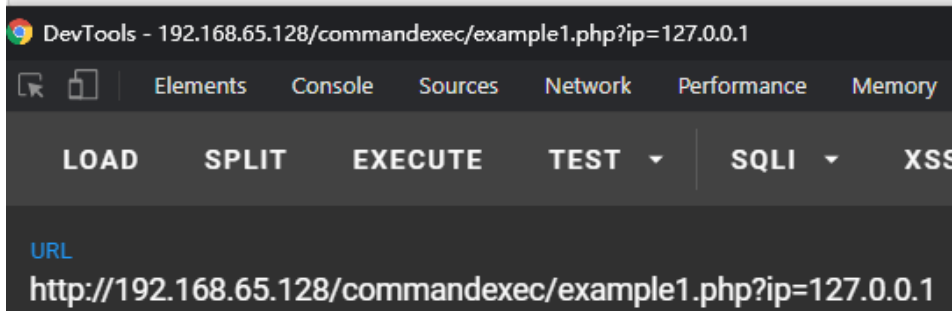 DevTools - 192.168.65.128/commandexec/example1.php?ip=127.0.0.1
Elements Console Sources Network Performance Memory
LOAD SPLIT EXECUTE TEST SQLI XSS
URL
http://192.168.65.128/commandexec/example1.php?ip=127.0.0.1